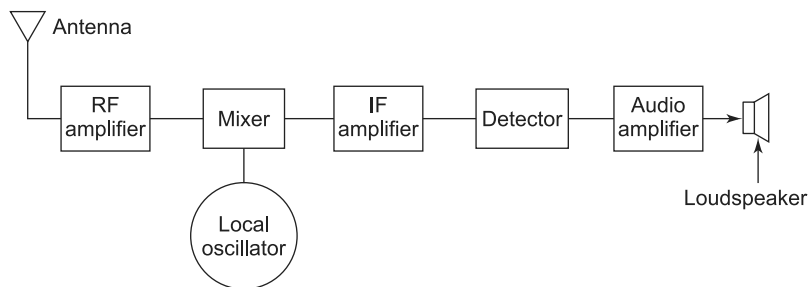 Antenna
RF
amplifier
Mixer
IF
amplifier
Detector
Audio
amplifier
Loudspeaker
Local
oscillator